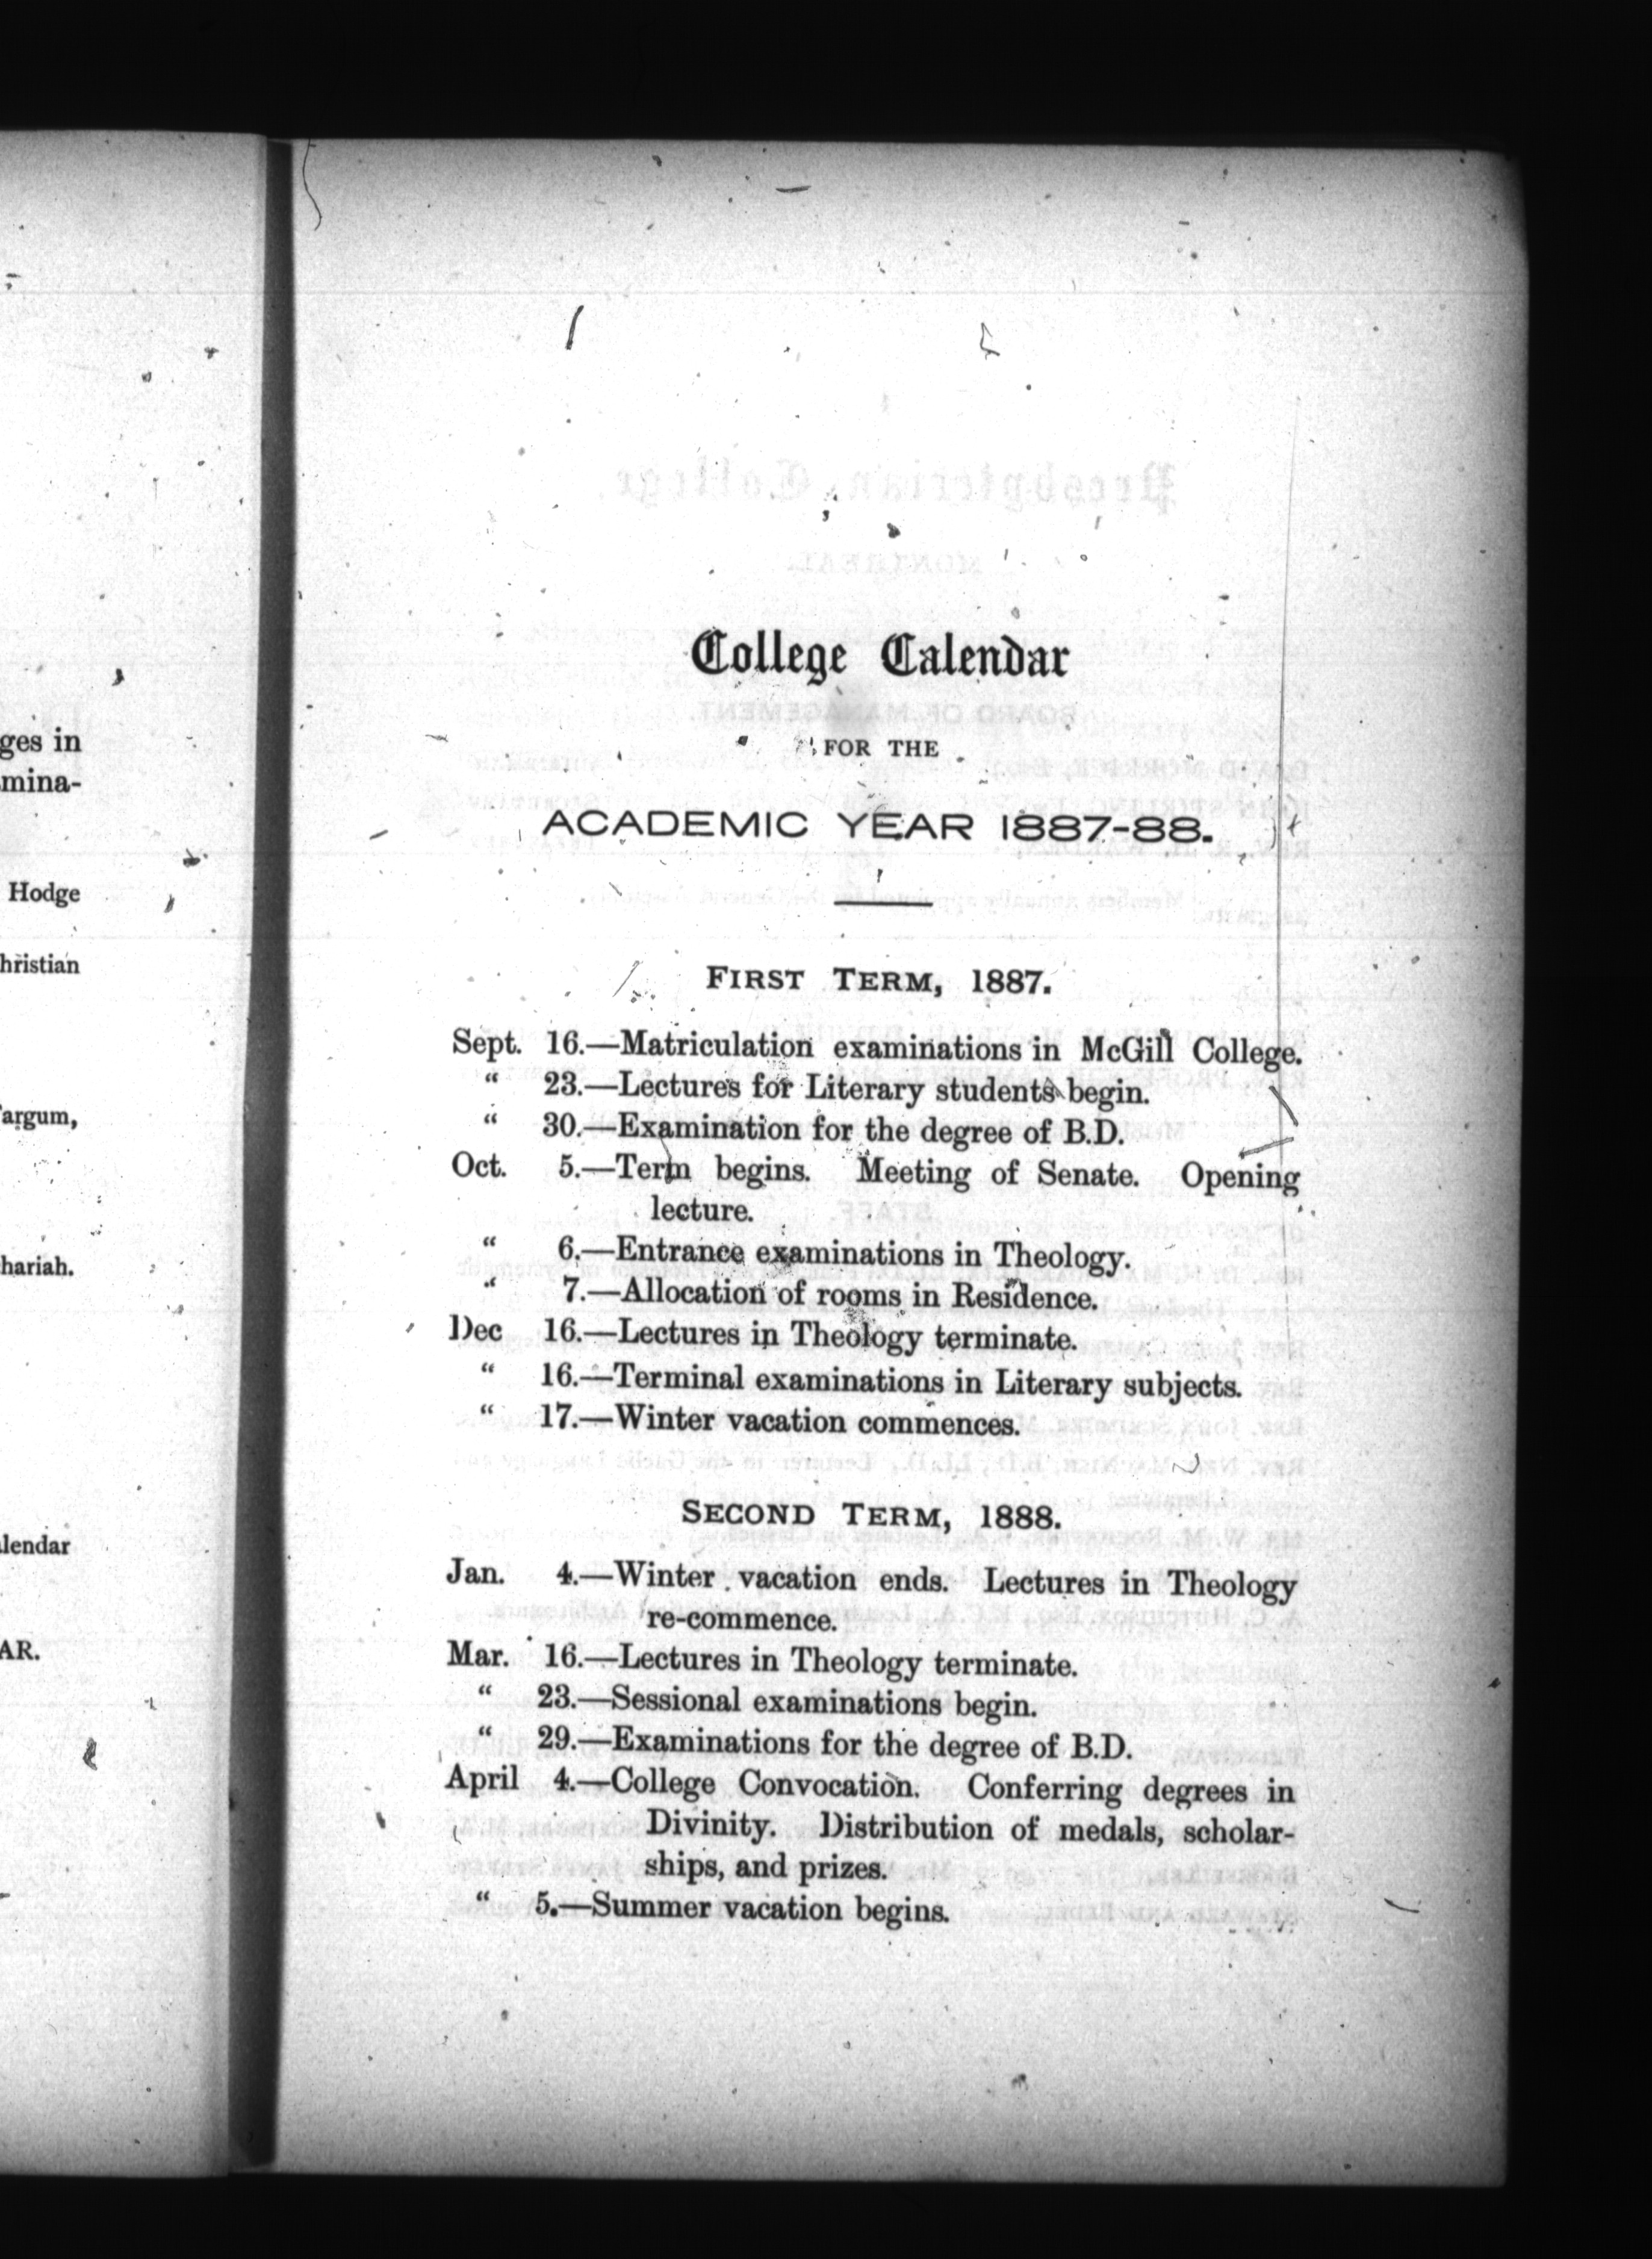 ges in
mina-
Hodge
hristian
argum,
hariah.
lendar
AR.
College Calendar
FOR THE
ACADEMIC YEAR 1887-88.
FIRST TERM, 1887.
Sept. 16.—Matriculation examinations in McGill College.
“ 23.—Lectures for Literary students begin.
“ 30.—Examination for the degree of B.D.
Oct. 5.—Term begins. Meeting of Senate. Opening
lecture.
“ 6.—Entrance examinations in Theology.
“ 7.—Allocation of rooms in Residence.
Dec 16.—Lectures in Theology terminate.
“ 16.—Terminal examinations in Literary subjects.
“ 17.—Winter vacation commences.
SECOND TERM, 1888.
Jan. 4.—Winter vacation ends. Lectures in Theology
re-commence.
Mar. 16.—Lectures in Theology terminate.
“ 23.—Sessional examinations begin.
“ 29.—Examinations for the degree of B.D.
April 4.—College Convocation. Conferring degrees in
Divinity. Distribution of medals, scholar-
ships, and prizes.
“ 5.—Summer vacation begins.